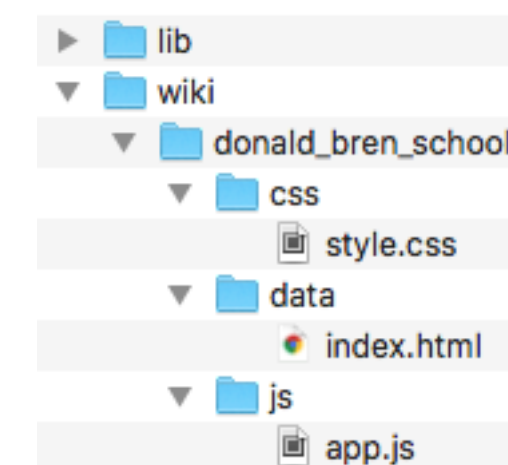 lib
wiki
donald_bren_school
css
style.css
data
index.html
js
app.js